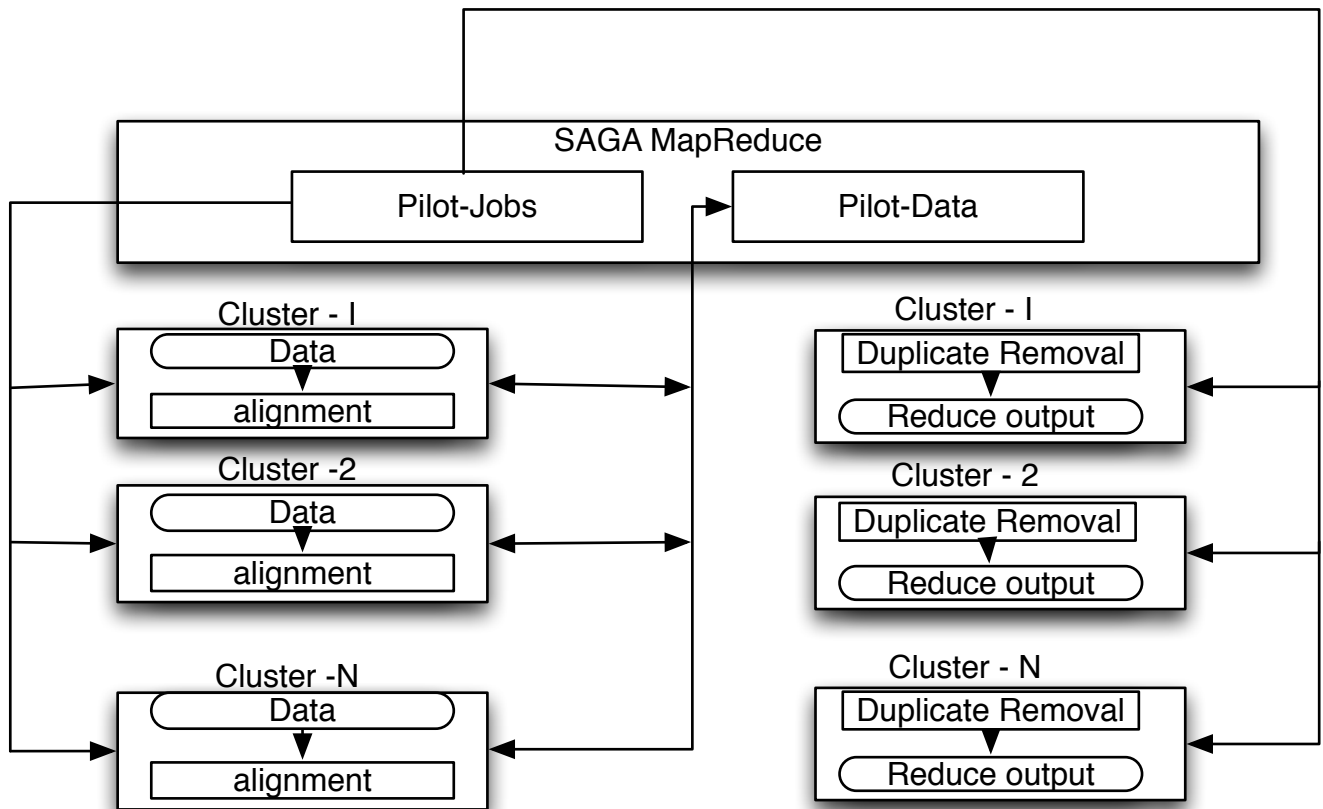 SAGA MapReduce
Pilot-Jobs
Pilot-Data
Cluster - I
Data
alignment
Cluster -2
Data
alignment
Cluster -N
Data
alignment
Cluster - I
Duplicate Removal
Reduce output
Cluster - 2
Duplicate Removal
Reduce output
Cluster - N
Duplicate Removal
Reduce output